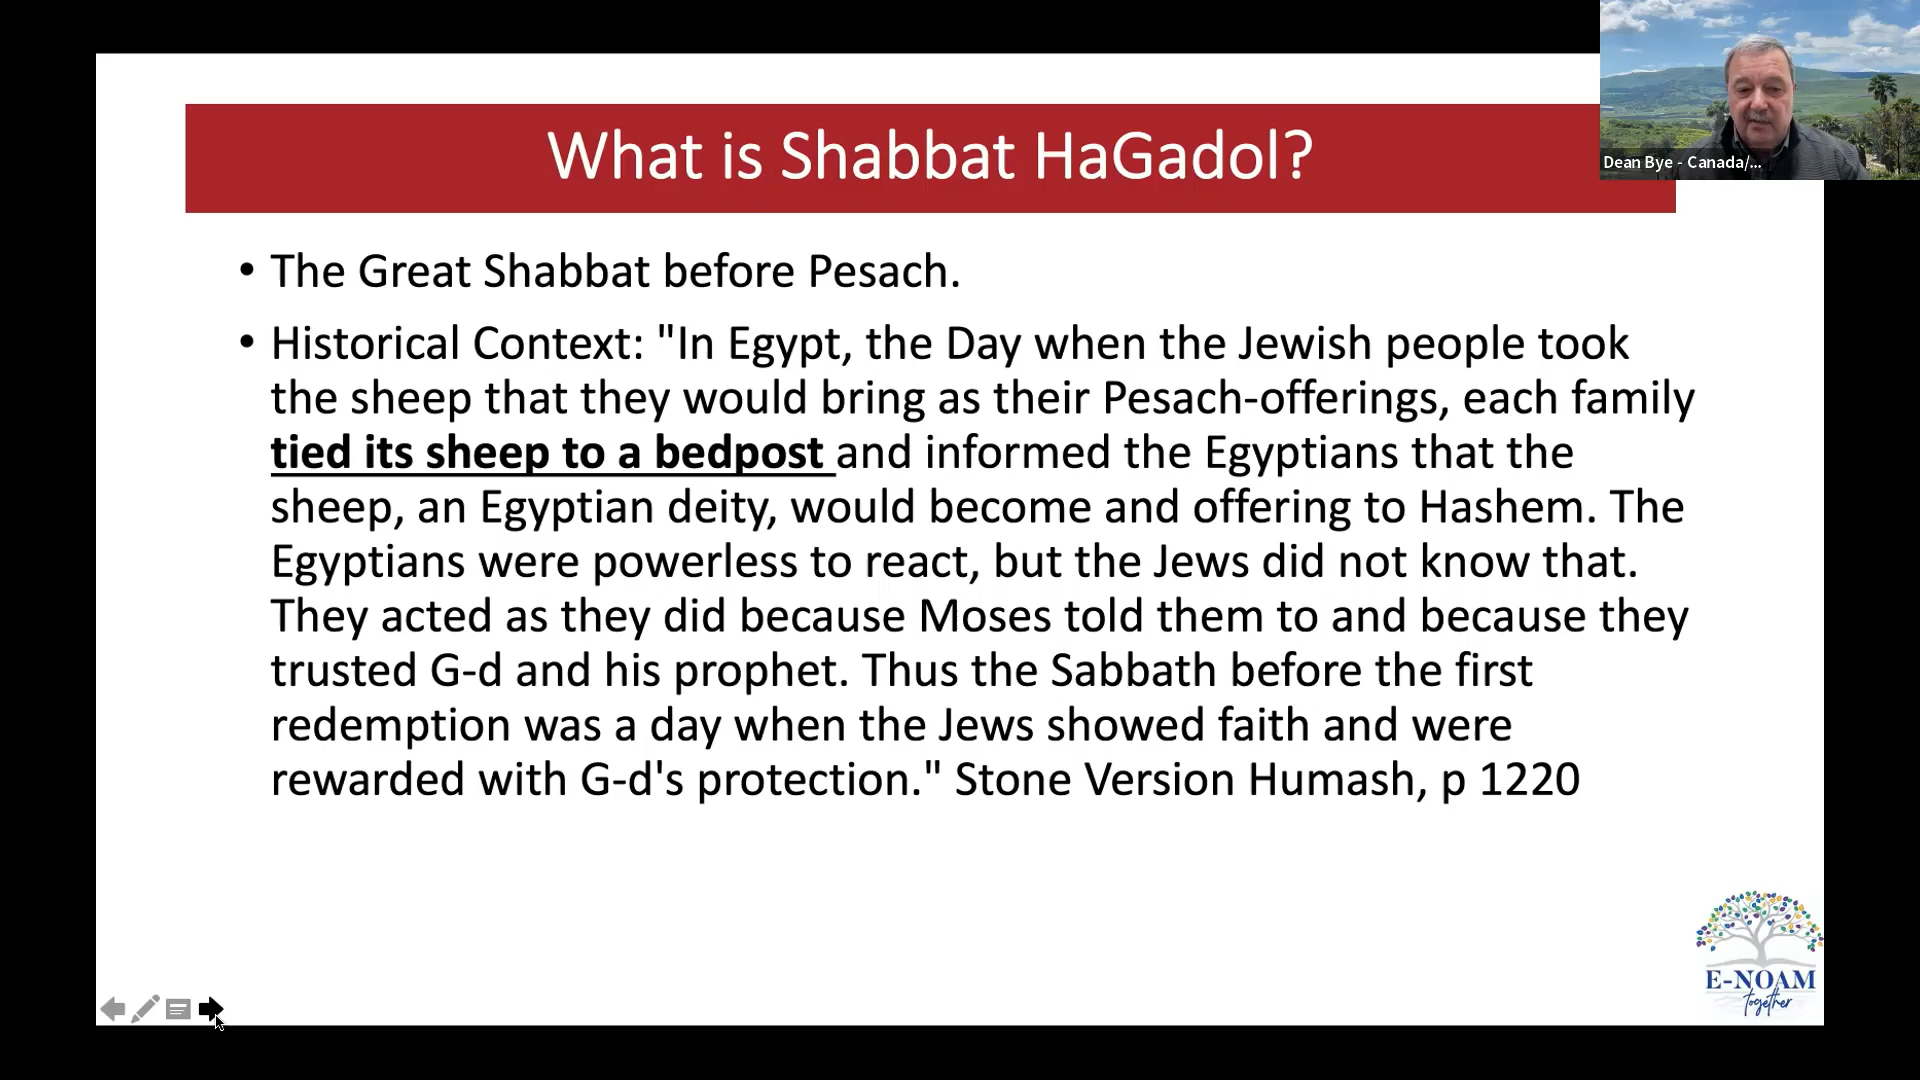 What is Shabbat HaGadol?
Dean Bye - Canada/...
• The Great Shabbat before Pesach.
• Historical Context: "In Egypt, the Day when the Jewish people took
the sheep that they would bring as their Pesach-offerings, each family
tied its sheep to a bedpost and informed the Egyptians that the
sheep, an Egyptian deity, would become and offering to Hashem. The
Egyptians were powerless to react, but the Jews did not know that.
They acted as they did because Moses told them to and because they
trusted G-d and his prophet. Thus the Sabbath before the first
redemption was a day when the Jews showed faith and were
rewarded with G-d's protection." Stone Version Humash, p 1220
E-NOAM
together